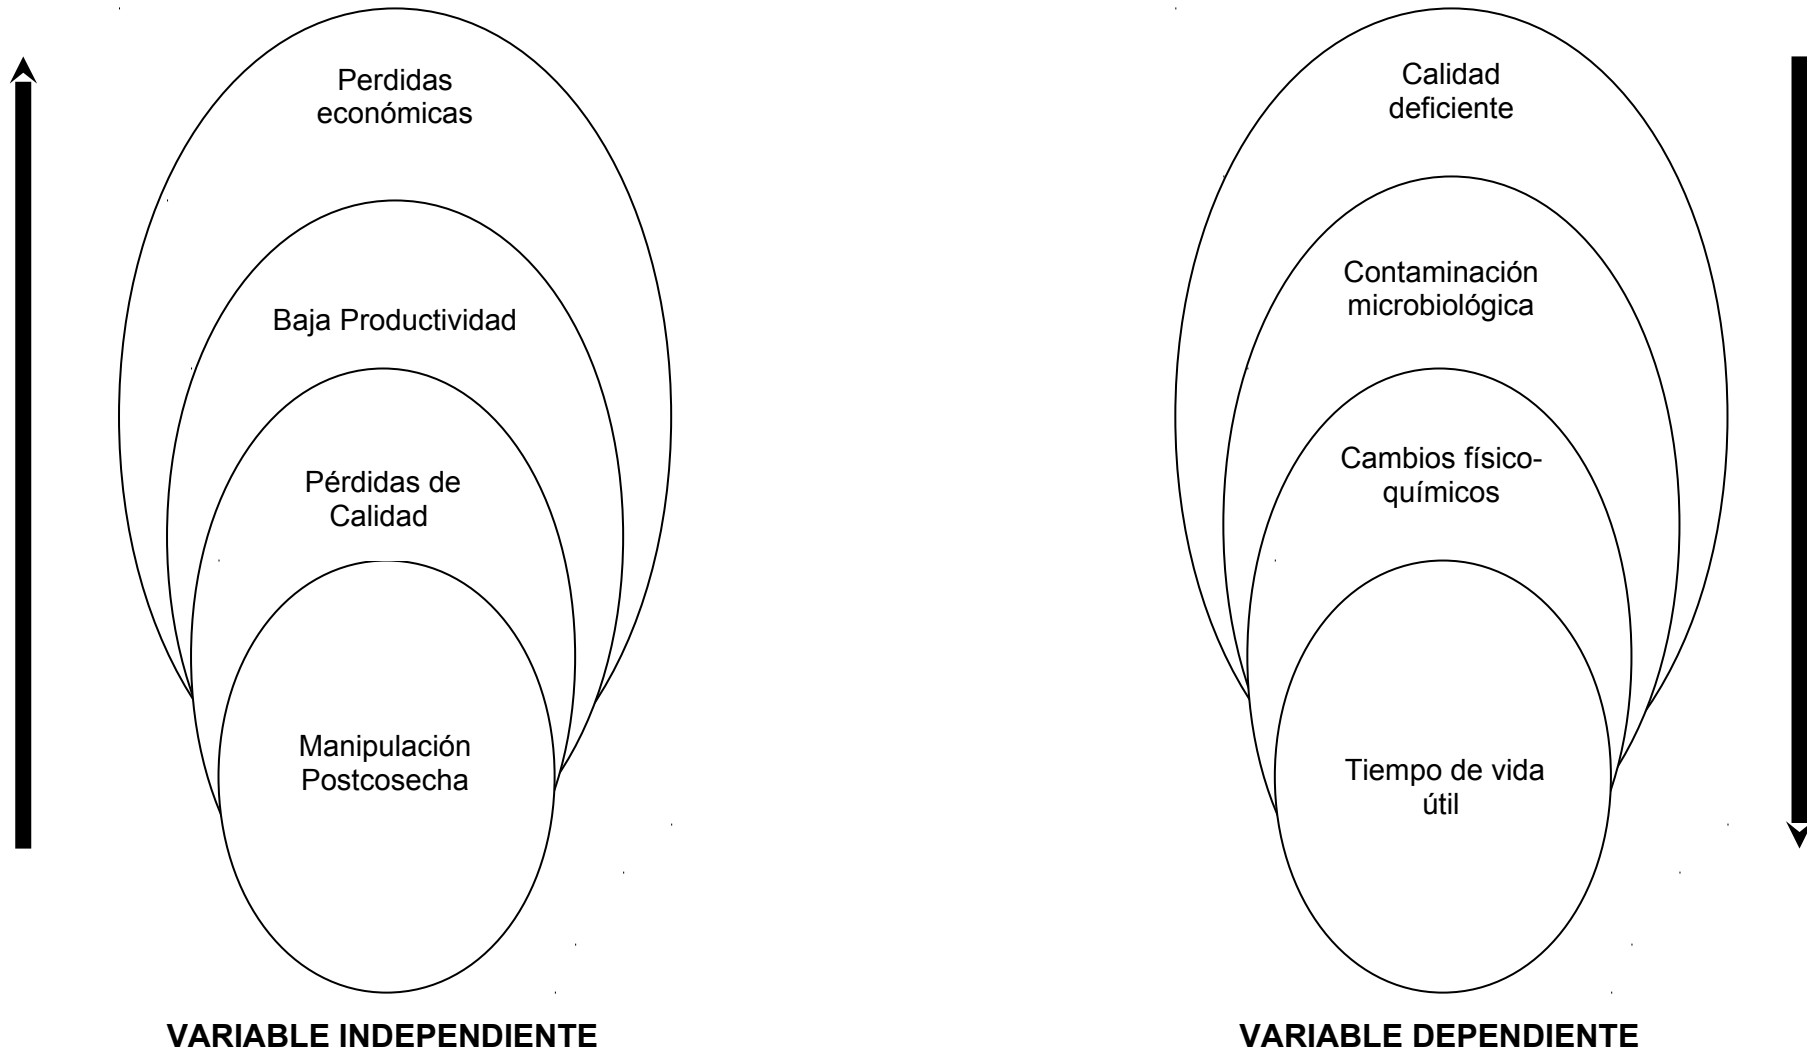 Perdidas
económicas
Baja Productividad
Pérdidas de
Calidad
Manipulación
Postcosecha
VARIABLE INDEPENDIENTE
Calidad
deficiente
Contaminación
microbiológica
Cambios físico-
químicos
Tiempo de vida
útil
VARIABLE DEPENDIENTE